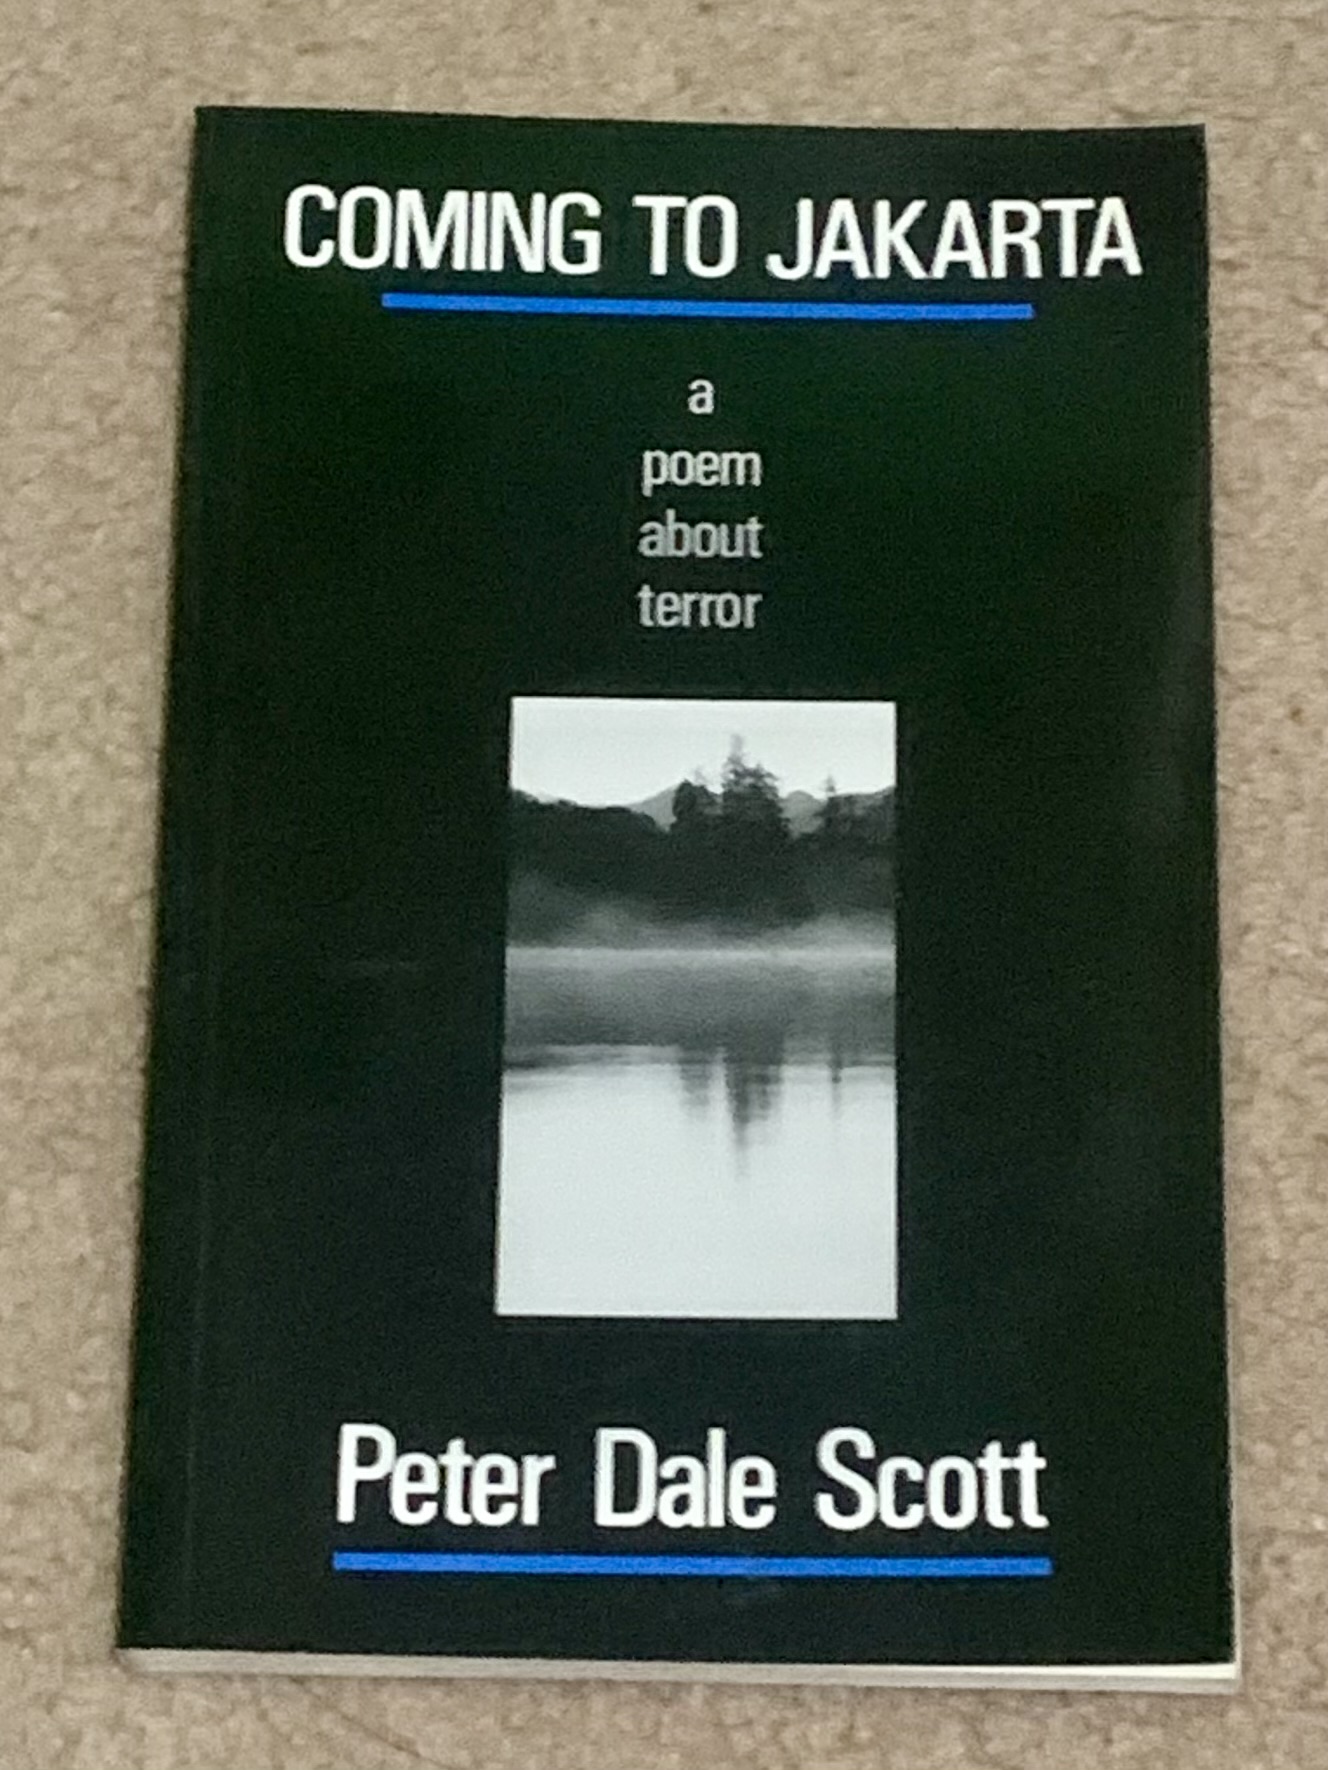 COMING TO JAKARTA
a
poem
about
terror
Peter Dale Scott